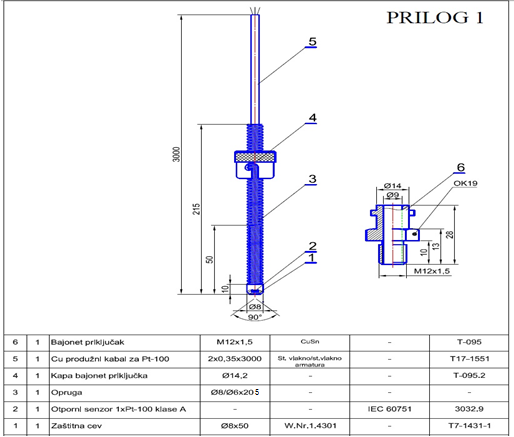 PRILOG 1
5
4
3
2
1
3000
215
50
10
Ø8
90°
6
Ø14
Ø9
OK19
10
13
28
M12x1,5
6 1 Bajonet priključak M12x1,5 CuSn - T-095
5 1 Cu produžni kabal za Pt-100 2x0,35x3000 St, vlakno/st,vjakno armatura - T17-1551
4 1 Kapa bajonet priključka Ø14,2 - - T-095.2
3 1 Opruga Ø8/Ø6x205 - - -
2 1 Otporni senzor 1xPt-100 klase A - - IEC 60751 3032,9
1 1 Zaštitna cev Ø8x50 W,Nr.1,4301 - T7-1431-1